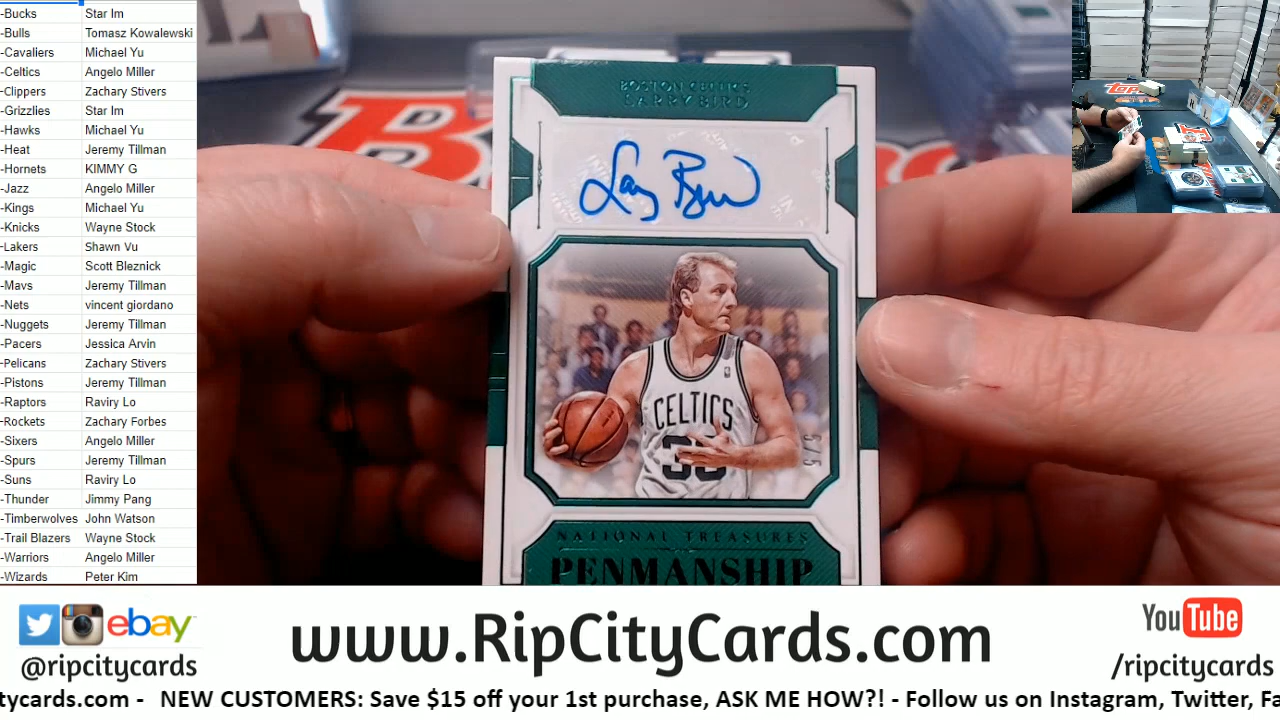 -Bucks Star Im
-Bulls Tomasz Kowalewski
-Cavaliers Michael Yu
-Celtics Angelo Miller
-Clippers Zachary Stivers
-Grizzlies Star Im
-Hawks Michael Yu
-Heat Jeremy Tillman
-Hornets KIMMY G
-Jazz Angelo Miller
-Kings Michael Yu
-Knicks Wayne Stock
-Lakers Shawn Vu
-Magic Scott Bleznick
-Mavs Jeremy Tillman
-Nets vincent giordano
-Nuggets Jeremy Tillman
-Pacers Jessica Arvin
-Pelicans Zachary Stivers
-Pistons Jeremy Tillman
-Raptors Raviry Lo
-Rockets Zachary Forbes
-Sixers Angelo Miller
-Spurs Jeremy Tillman
-Suns Raviry Lo
-Thunder Jimmy Pang
-Timberwolves John Watson
-Trail Blazers Wayne Stock
-Warriors Angelo Miller
-Wizards Peter Kim
BOSTON CELTICS
LARRY BIRD
Larry Bird
CELTICS
33
5/5
NATIONAL TREASURES
PENMANSHIP
topps
ebay
@ripcitycards
www.RipCityCards.com
YouTube
/ripcitycards
tycards.com - NEW CUSTOMERS: Save $15 off your 1st purchase, ASK ME HOW?! - Follow us on Instagram, Twitter, Fa